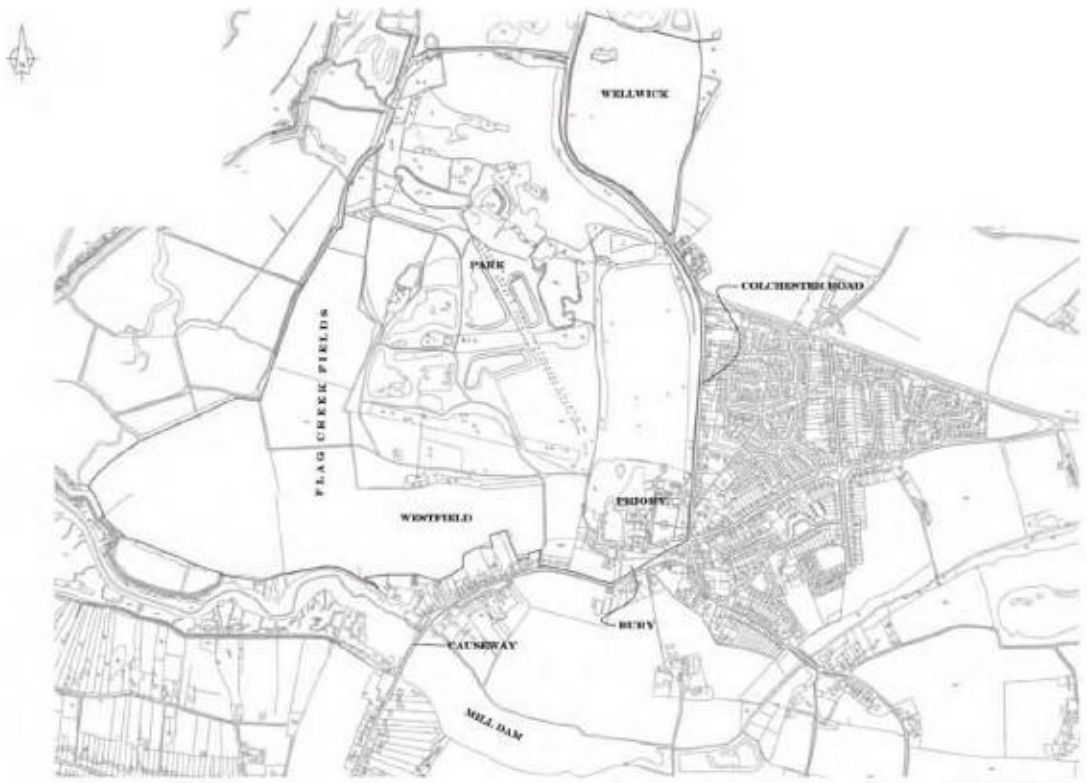 WELLWICK
PARK
COLCHESTER ROAD
FLAG CREEK FIELDS
PRIORY
WESTFIELD
BURY
CAUSEWAY
MILL DAM